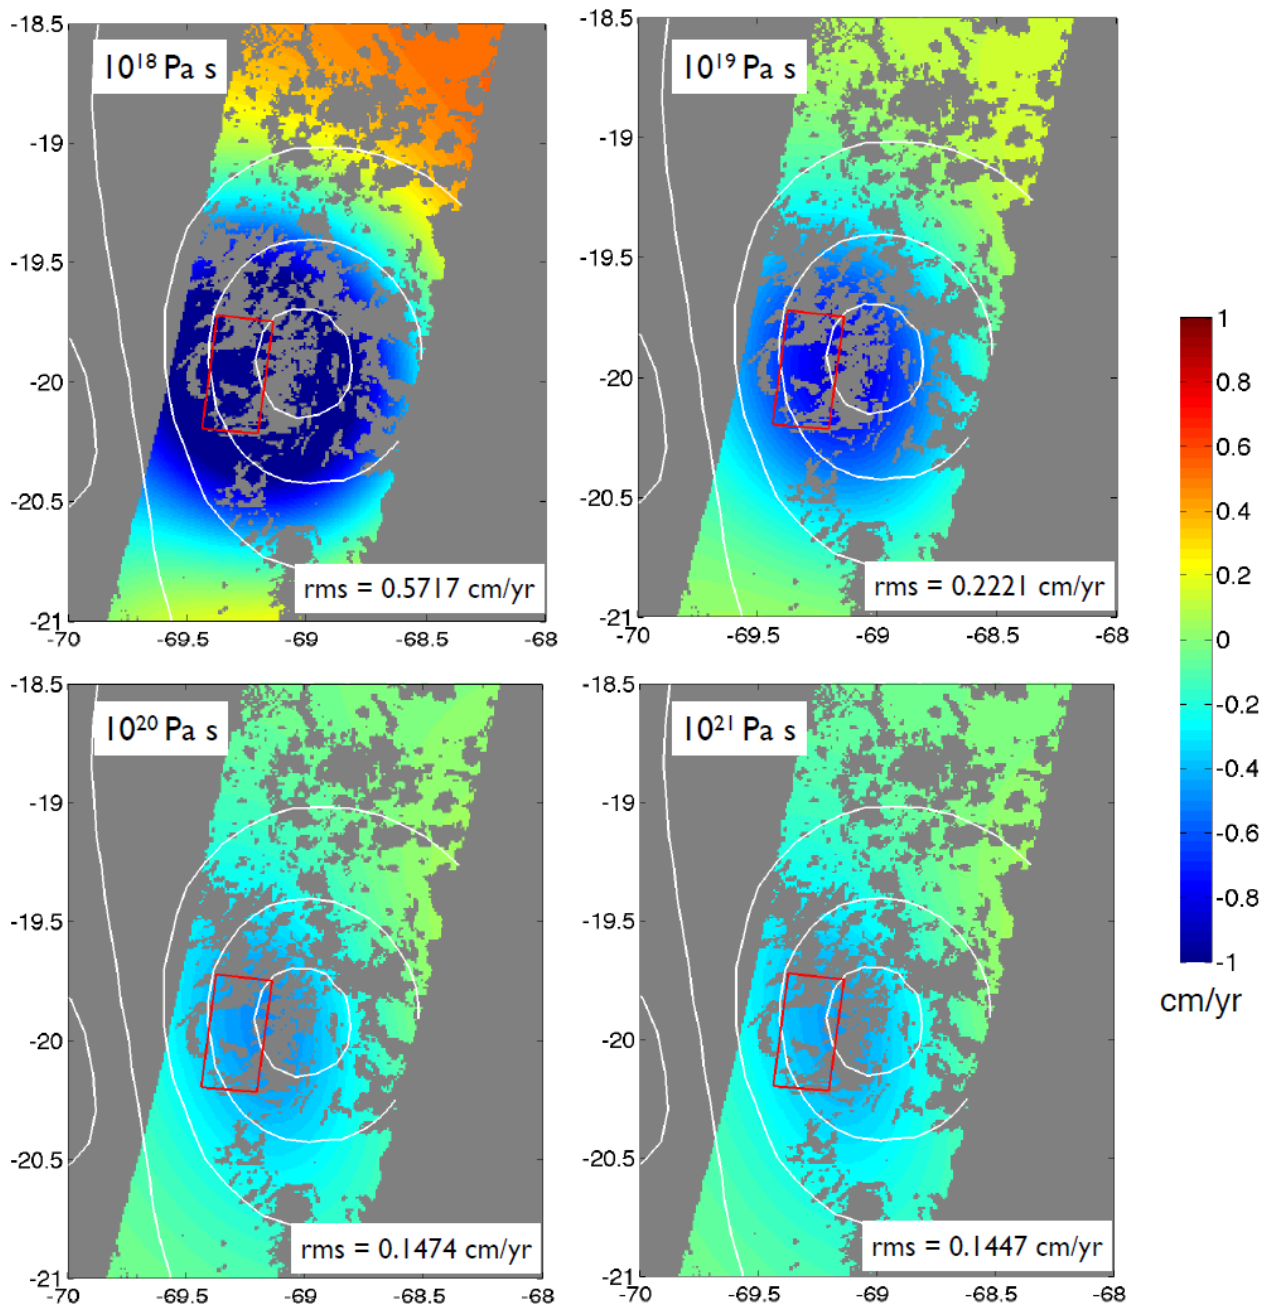 -18.5
10¹⁸ Pa s
-19
-19.5
-20
-20.5
-21
rms = 0.5717 cm/yr
-70 -69.5 -69 -68.5 -68
-18.5
10¹⁹ Pa s
-19
-19.5
-20
-20.5
-21
rms = 0.2221 cm/yr
-70 -69.5 -69 -68.5 -68
1
0.8
0.6
0.4
0.2
0
-0.2
-0.4
-0.6
-0.8
-1
cm/yr
-18.5
10²⁰ Pa s
-19
-19.5
-20
-20.5
-21
rms = 0.1474 cm/yr
-70 -69.5 -69 -68.5 -68
-18.5
10²¹ Pa s
-19
-19.5
-20
-20.5
-21
rms = 0.1447 cm/yr
-70 -69.5 -69 -68.5 -68